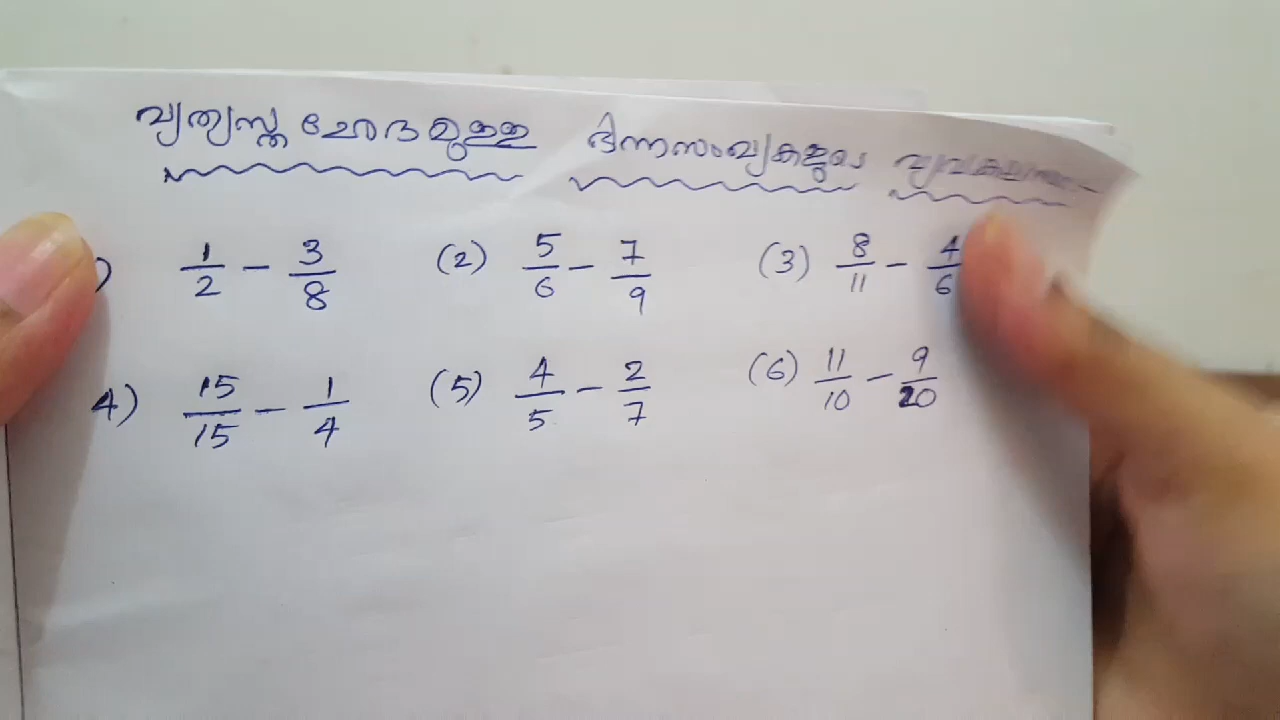 വ്യത്യസ്ത ഛേദമുള്ള ഭിന്നസംഖ്യകളുടെ വ്യവകലനം
) 1/2 - 3/8 (2) 5/6 - 7/9 (3) 8/11 - 4/6
4) 15/15 - 1/4 (5) 4/5 - 2/7 (6) 11/10 - 9/20